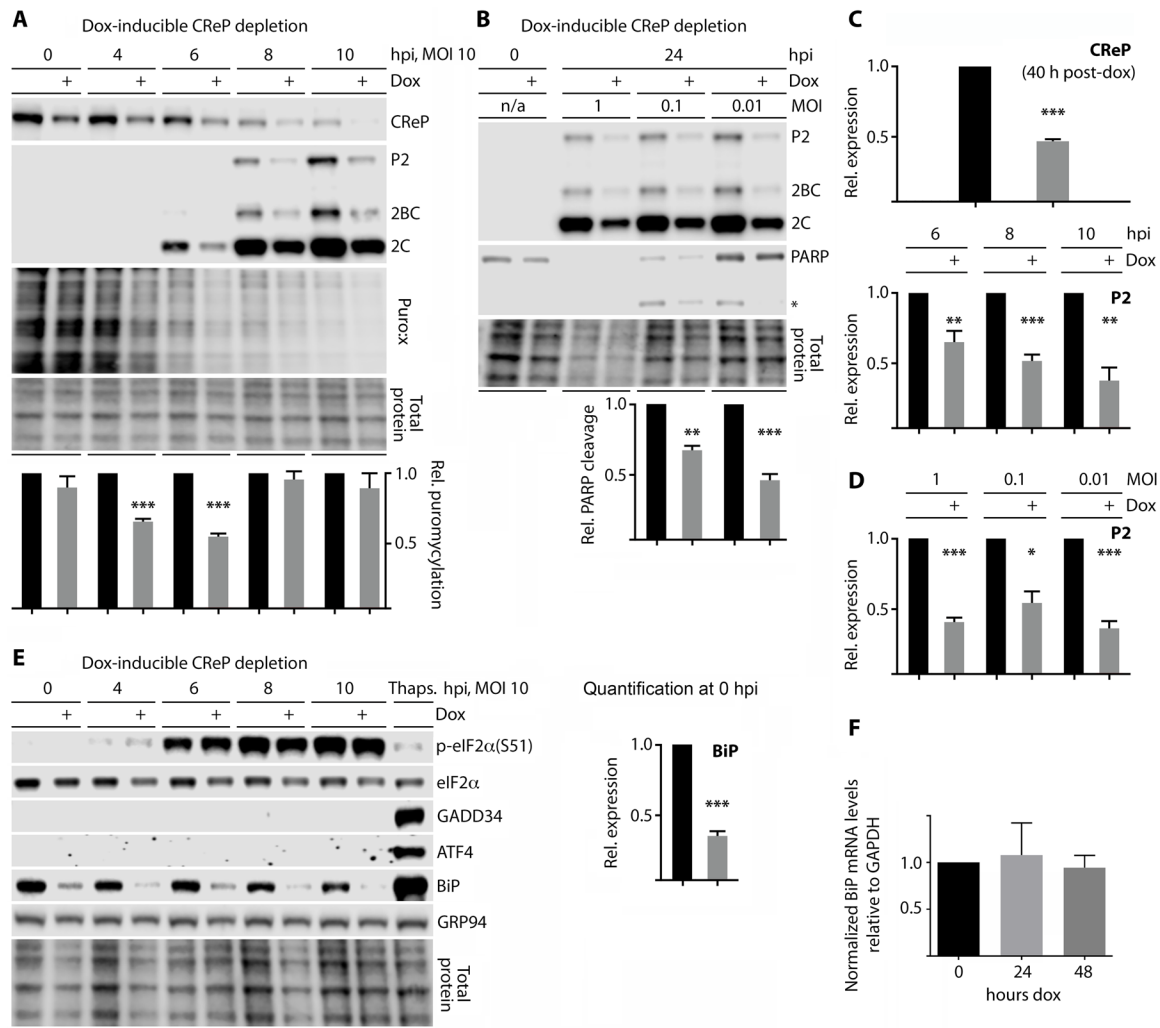 A
Dox-inducible CReP depletion
0 4 6 8 10 hpi, MOI 10
+ + + + + Dox
CReP
P2
2BC
2C
Puro:x
Total protein
1.0
0.5
Rel. puromycylation
*** ***
B
Dox-inducible CReP depletion
0 24 hpi
+ + + + Dox
n/a 1 0.1 0.01 MOI
P2
2BC
2C
PARP
*
Total protein
1.0
0.5
Rel. PARP cleavage
** ***
C
CReP
(40 h post-dox)
1.0
0.5
Rel. expression
***
6 8 10 hpi
+ + + Dox
P2
1.0
0.5
Rel. expression
** *** **
D
1 0.1 0.01 MOI
+ + + Dox
P2
1.0
0.5
Rel. expression
*** * ***
E
Dox-inducible CReP depletion
0 4 6 8 10 Thaps. hpi, MOI 10
+ + + + + Dox
p-eIF2α(S51)
eIF2α
GADD34
ATF4
BiP
GRP94
Total protein
Quantification at 0 hpi
BiP
1.0
0.5
Rel. expression
***
F
Normalized BiP mRNA levels
relative to GAPDH
1.0
0.5
0 24 48
hours dox